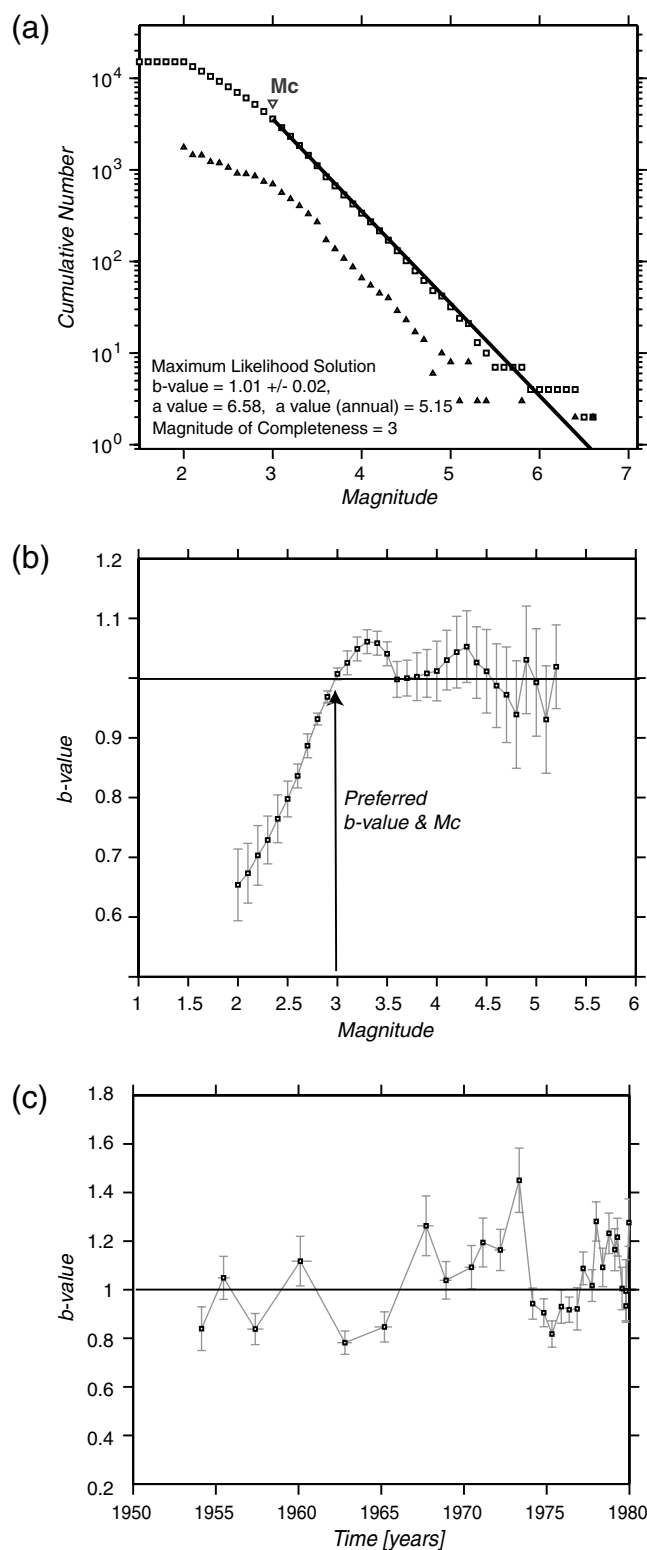 (a)
10^4
10^3
10^2
10^1
10^0
Cumulative Number
Mc
Maximum Likelihood Solution
b-value = 1.01 +/- 0.02,
a value = 6.58, a value (annual) = 5.15
Magnitude of Completeness = 3
2 3 4 5 6 7
Magnitude
(b)
1.2
1.1
0.9
0.8
0.7
0.6
b-value
Preferred
b-value & Mc
1 1.5 2 2.5 3 3.5 4 4.5 5 5.5 6
Magnitude
(c)
1.8
1.6
1.4
1.2
1
0.8
0.6
0.4
0.2
b-value
1950 1955 1960 1965 1970 1975 1980
Time [years]